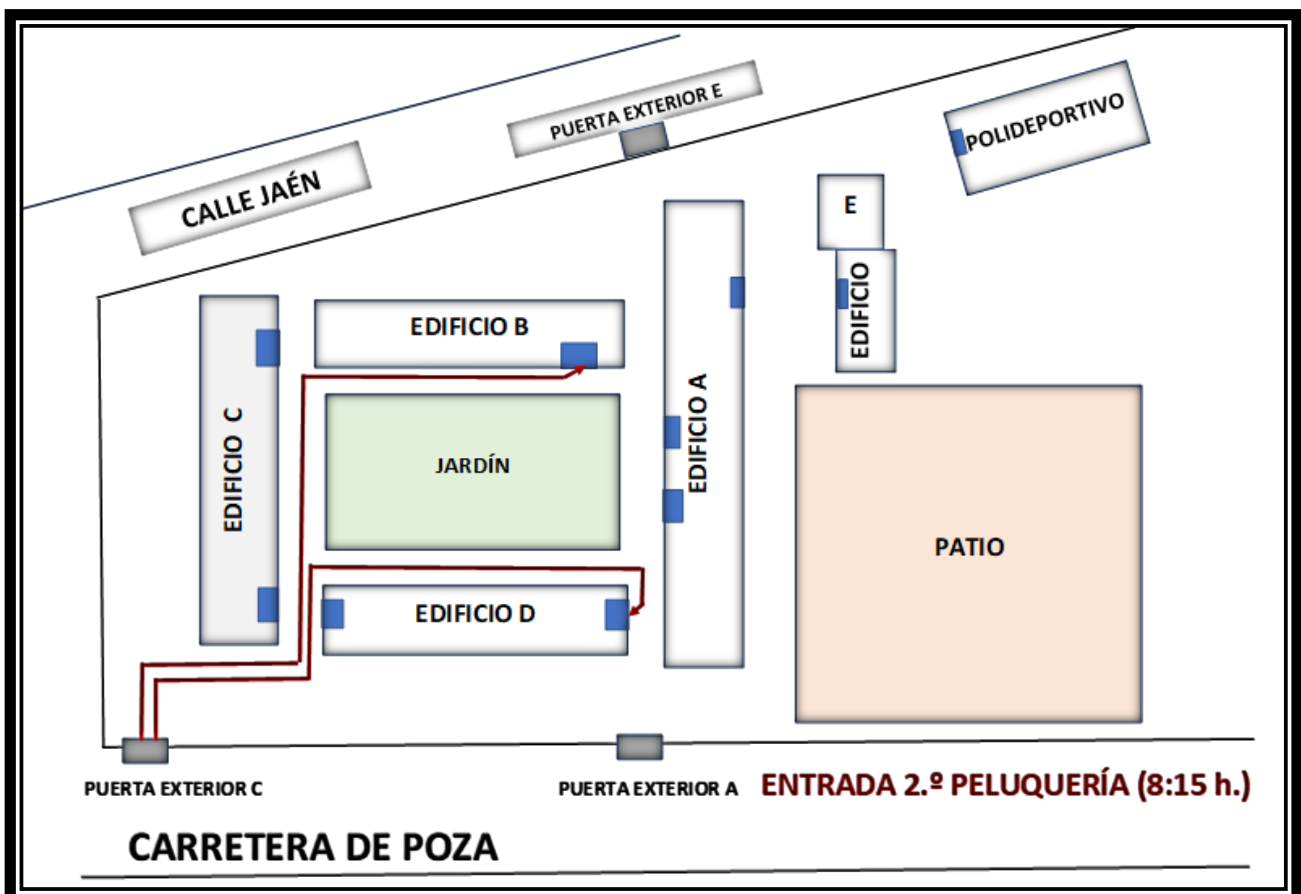 PUERTA EXTERIOR E
POLIDEPORTIVO
CALLE JAÉN
E
EDIFICIO
EDIFICIO B
EDIFICIO A
EDIFICIO C
JARDÍN
PATIO
EDIFICIO D
PUERTA EXTERIOR C
PUERTA EXTERIOR A
ENTRADA 2.º PELUQUERÍA (8:15 h.)
CARRETERA DE POZA